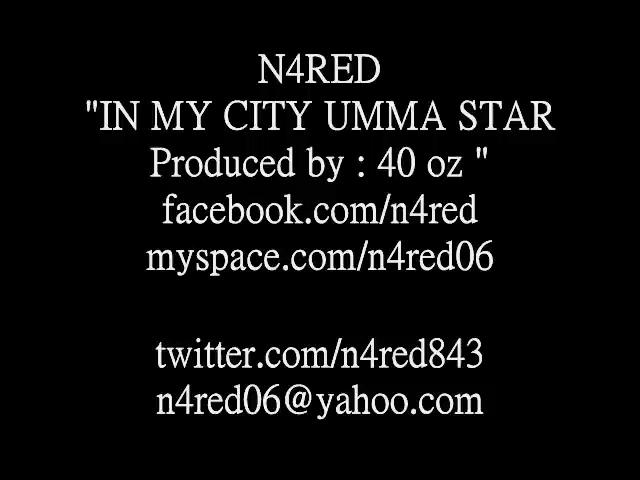 N4RED
"IN MY CITY UMMA STAR
Produced by : 40 oz "
facebook.com/n4red
myspace.com/n4red06
twitter.com/n4red843
n4red06@yahoo.com